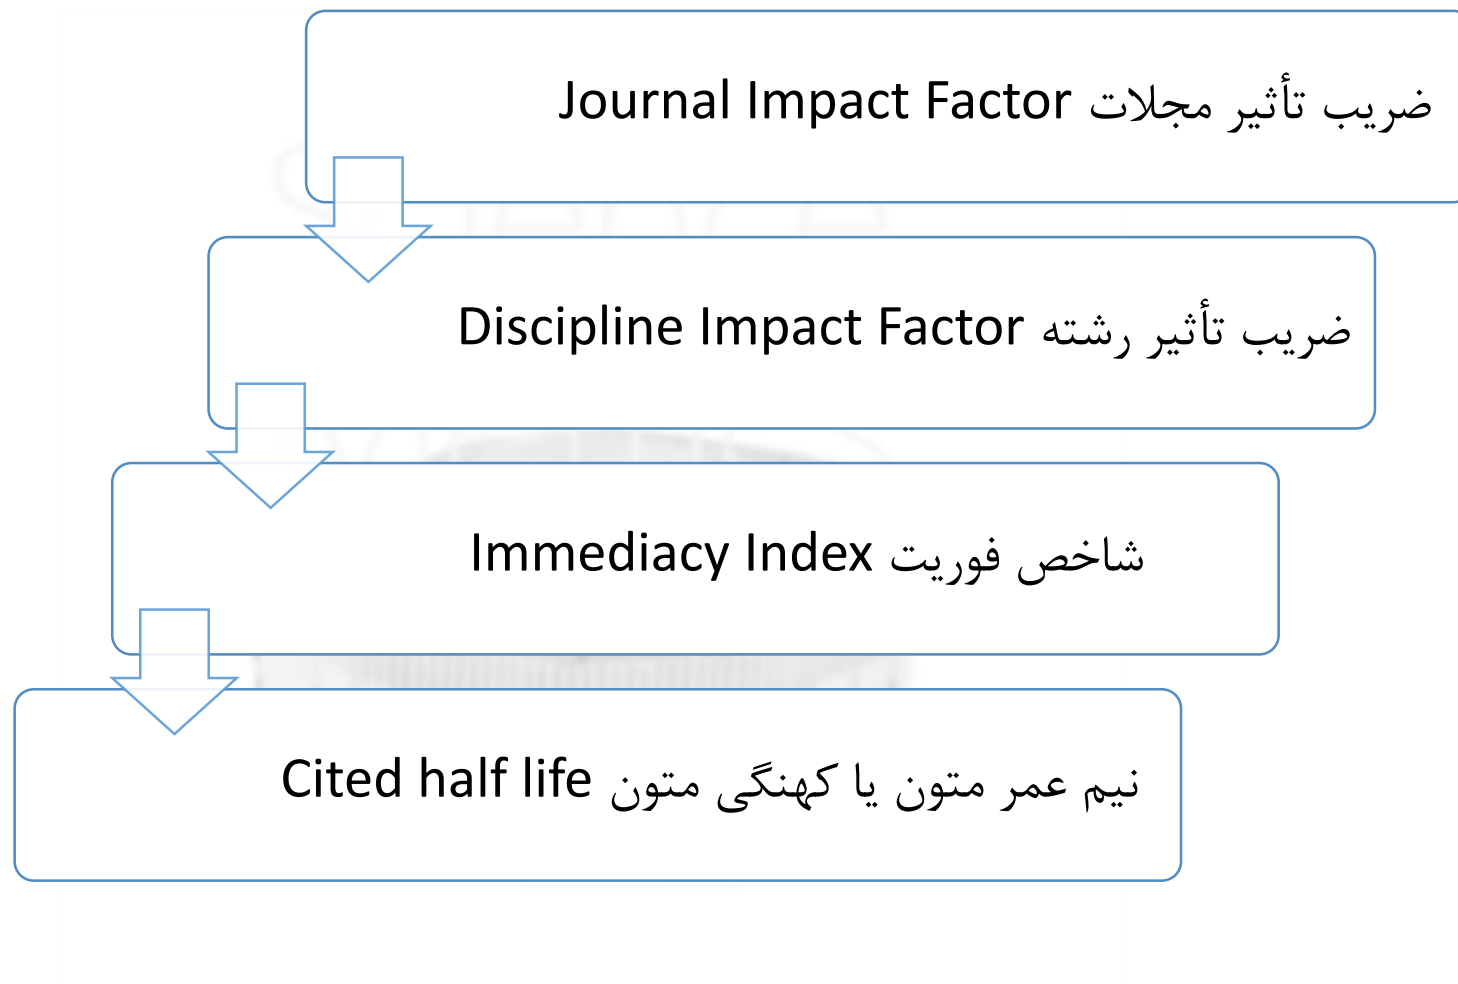 ضریب تأثیر مجلات Journal Impact Factor
ضریب تأثیر رشته Discipline Impact Factor
شاخص فوریت Immediacy Index
نیم عمر متون یا کهنگی متون Cited half life